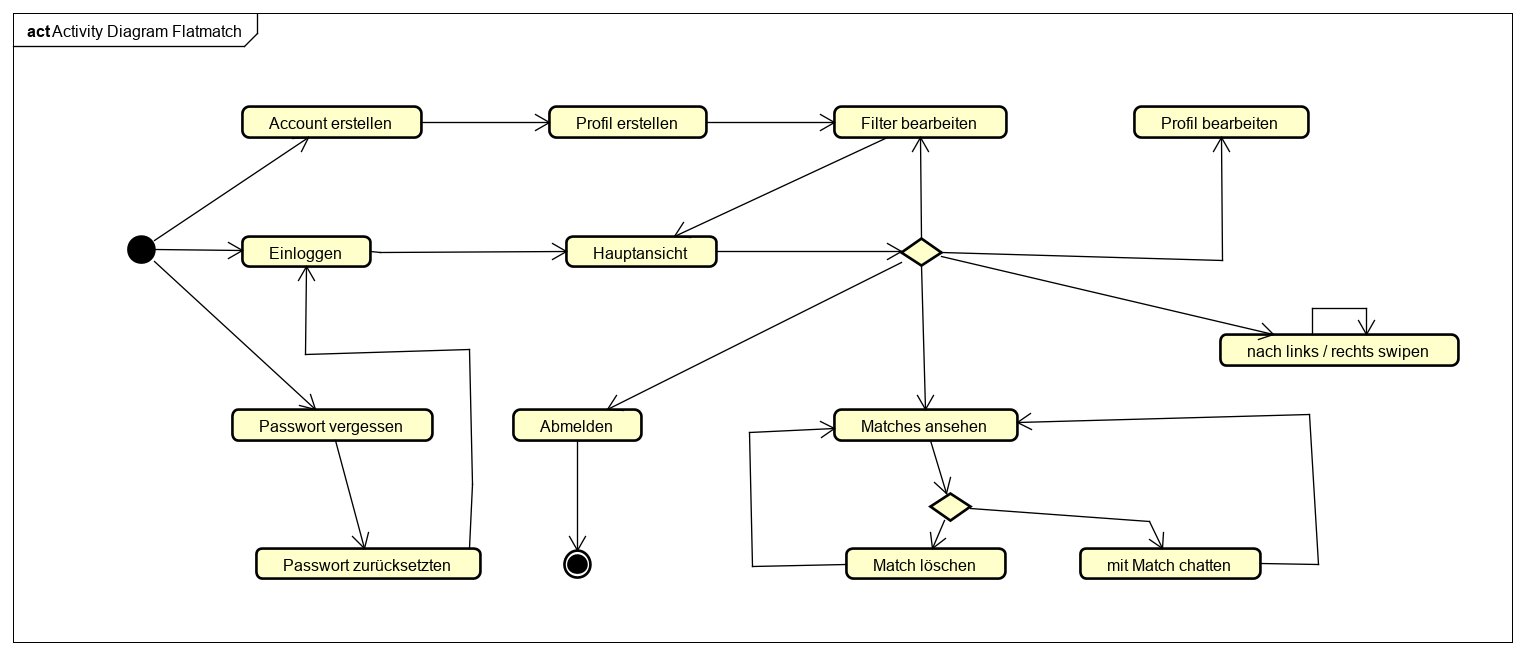 act Activity Diagram Flatmatch
Account erstellen
Profil erstellen
Filter bearbeiten
Profil bearbeiten
Einloggen
Hauptansicht
nach links / rechts swipen
Passwort vergessen
Abmelden
Matches ansehen
Passwort zurücksetzten
Match löschen
mit Match chatten